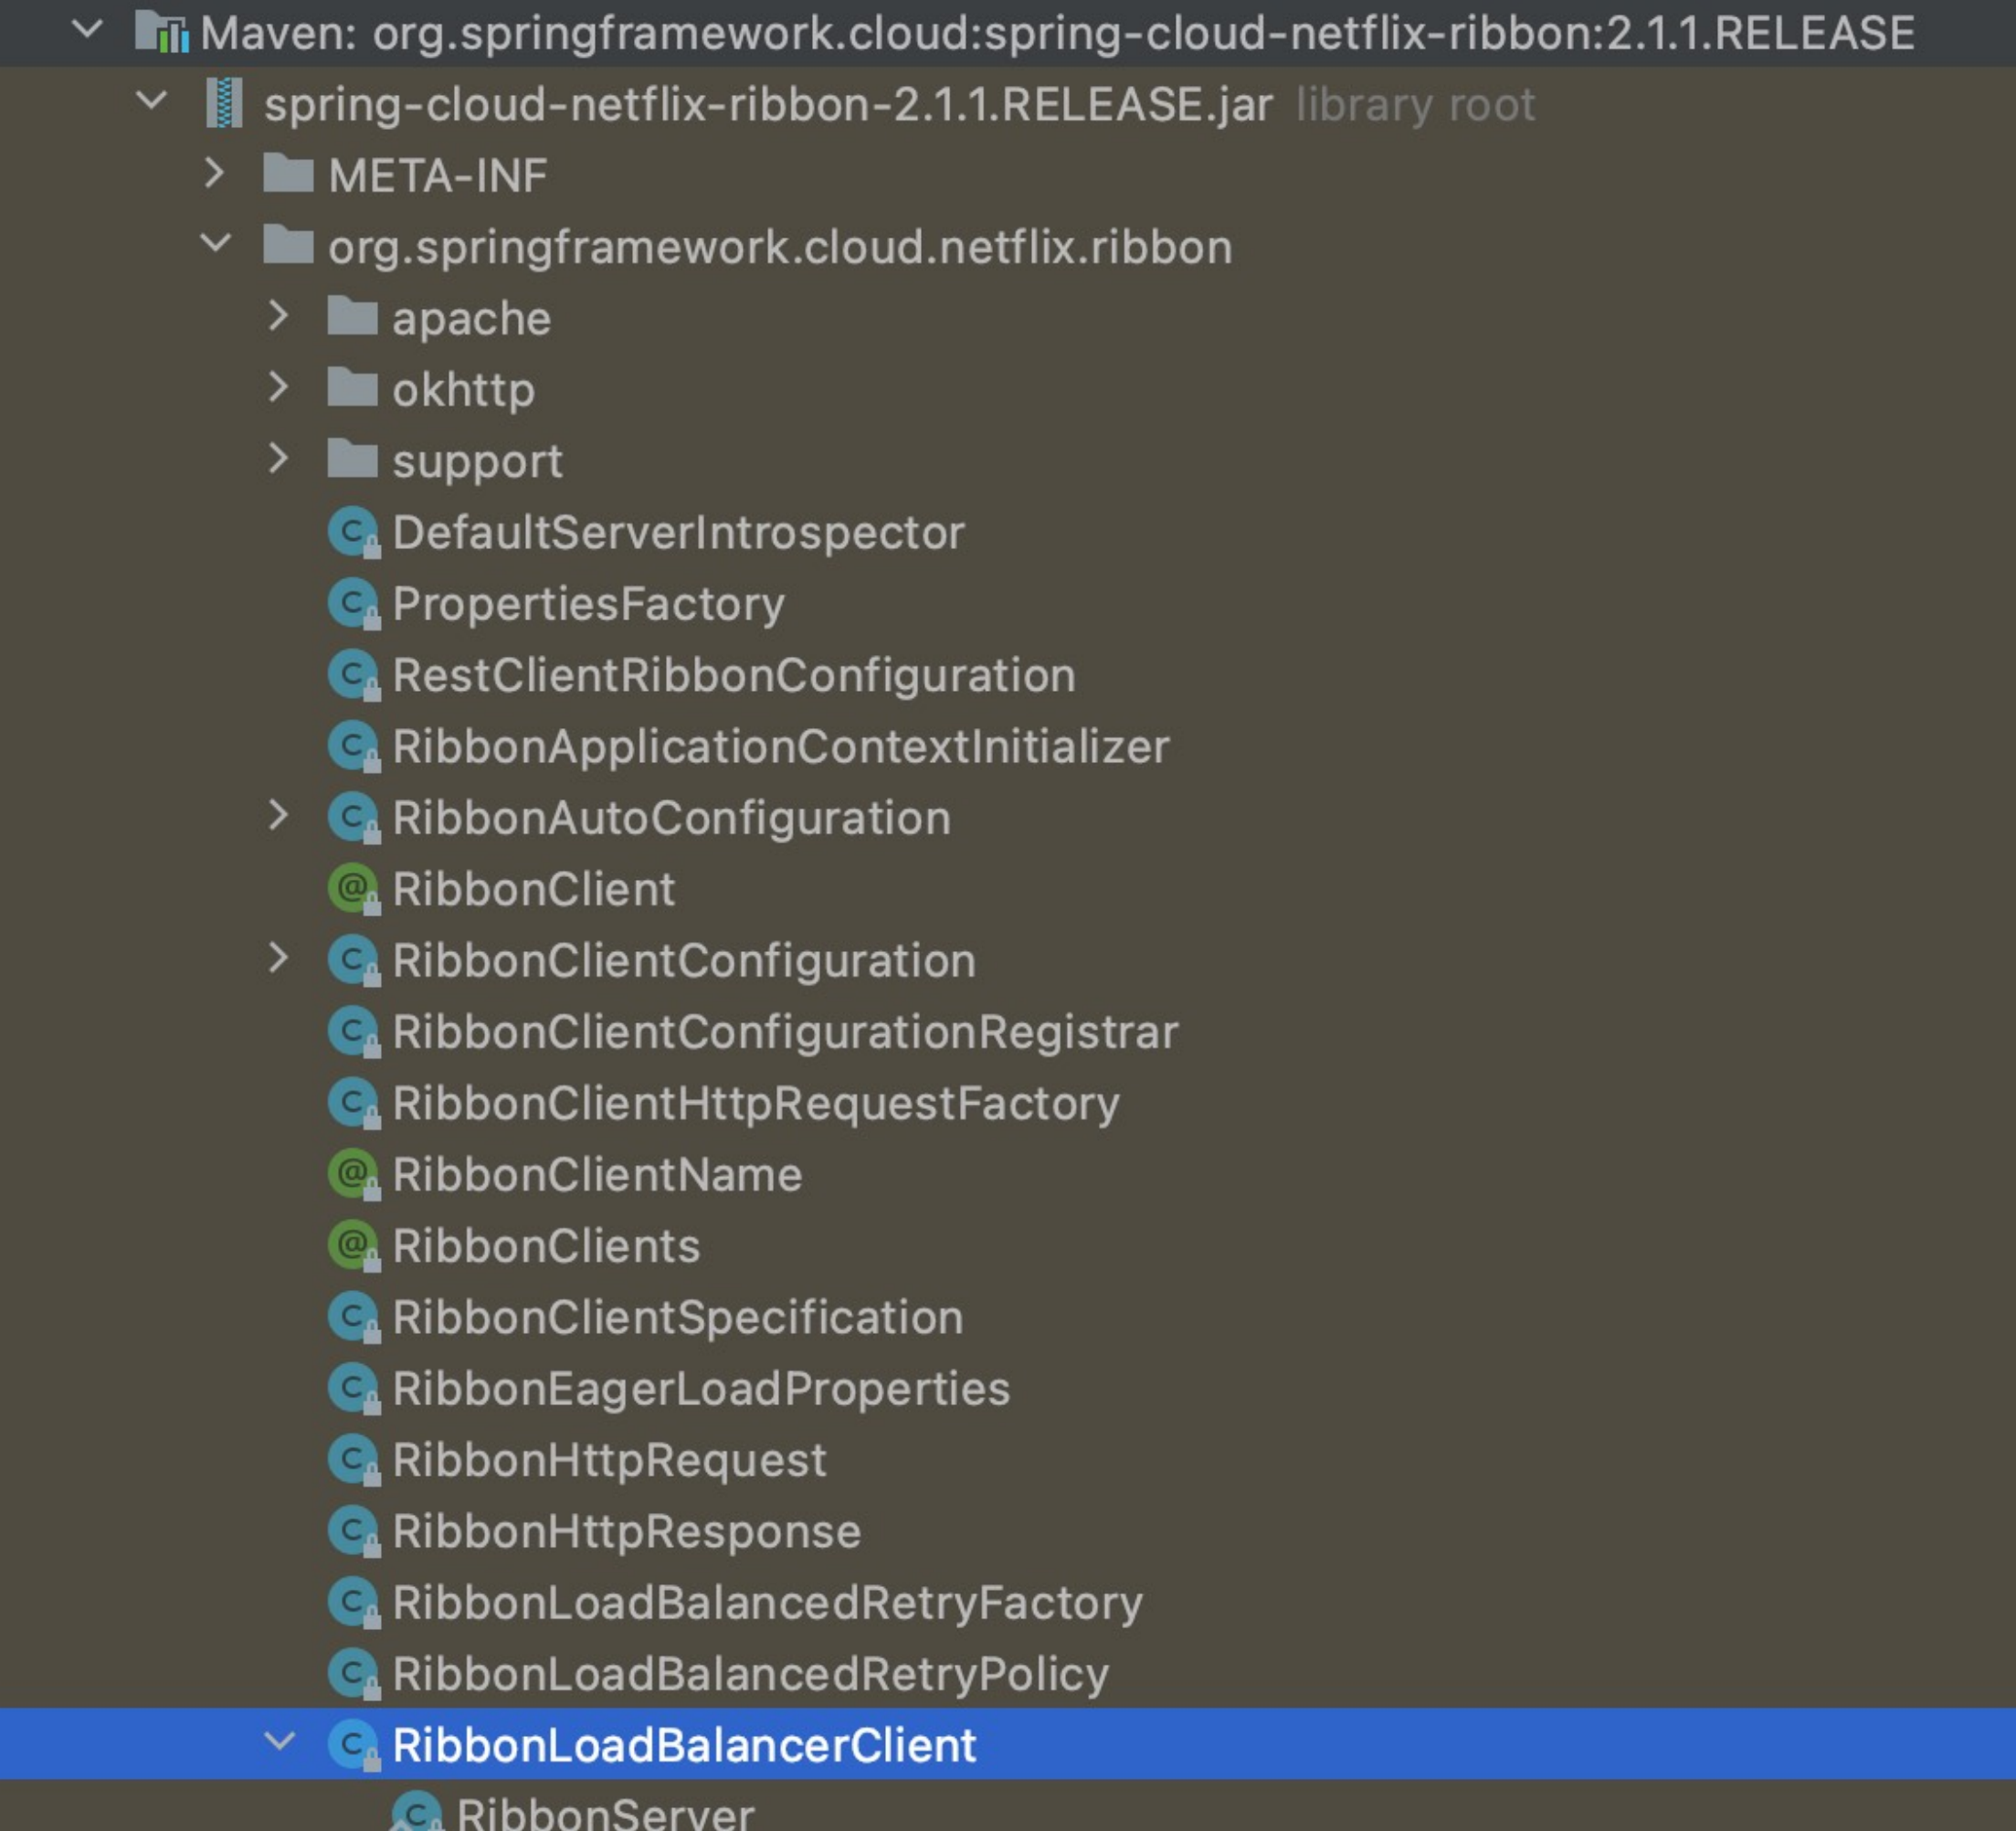 Maven: org.springframework.cloud:spring-cloud-netflix-ribbon:2.1.1.RELEASE
spring-cloud-netflix-ribbon-2.1.1.RELEASE.jar library root
META-INF
org.springframework.cloud.netflix.ribbon
apache
okhttp
support
DefaultServerIntrospector
PropertiesFactory
RestClientRibbonConfiguration
RibbonApplicationContextInitializer
RibbonAutoConfiguration
RibbonClient
RibbonClientConfiguration
RibbonClientConfigurationRegistrar
RibbonClientHttpRequestFactory
RibbonClientName
RibbonClients
RibbonClientSpecification
RibbonEagerLoadProperties
RibbonHttpRequest
RibbonHttpResponse
RibbonLoadBalancedRetryFactory
RibbonLoadBalancedRetryPolicy
RibbonLoadBalancerClient
RibbonServer